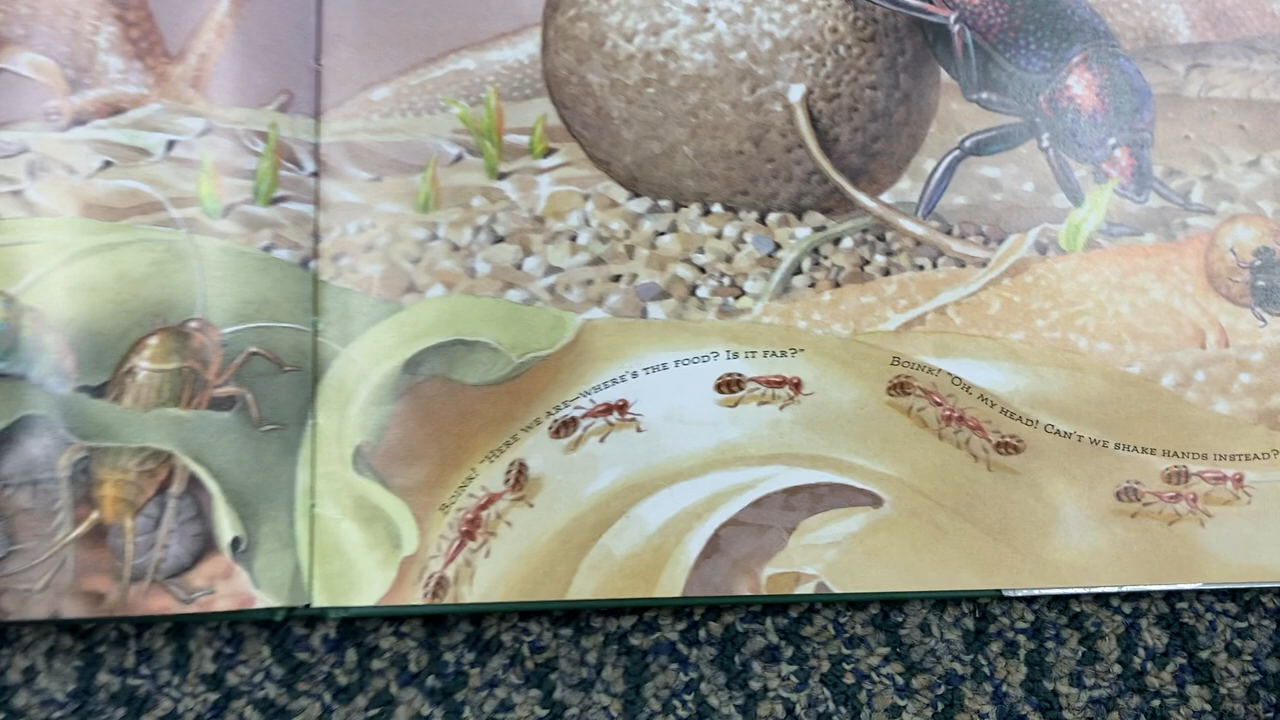 Boink! "Here we are—where's the food? Is it far?"
Boink! "Oh, my head! Can't we shake hands instead?